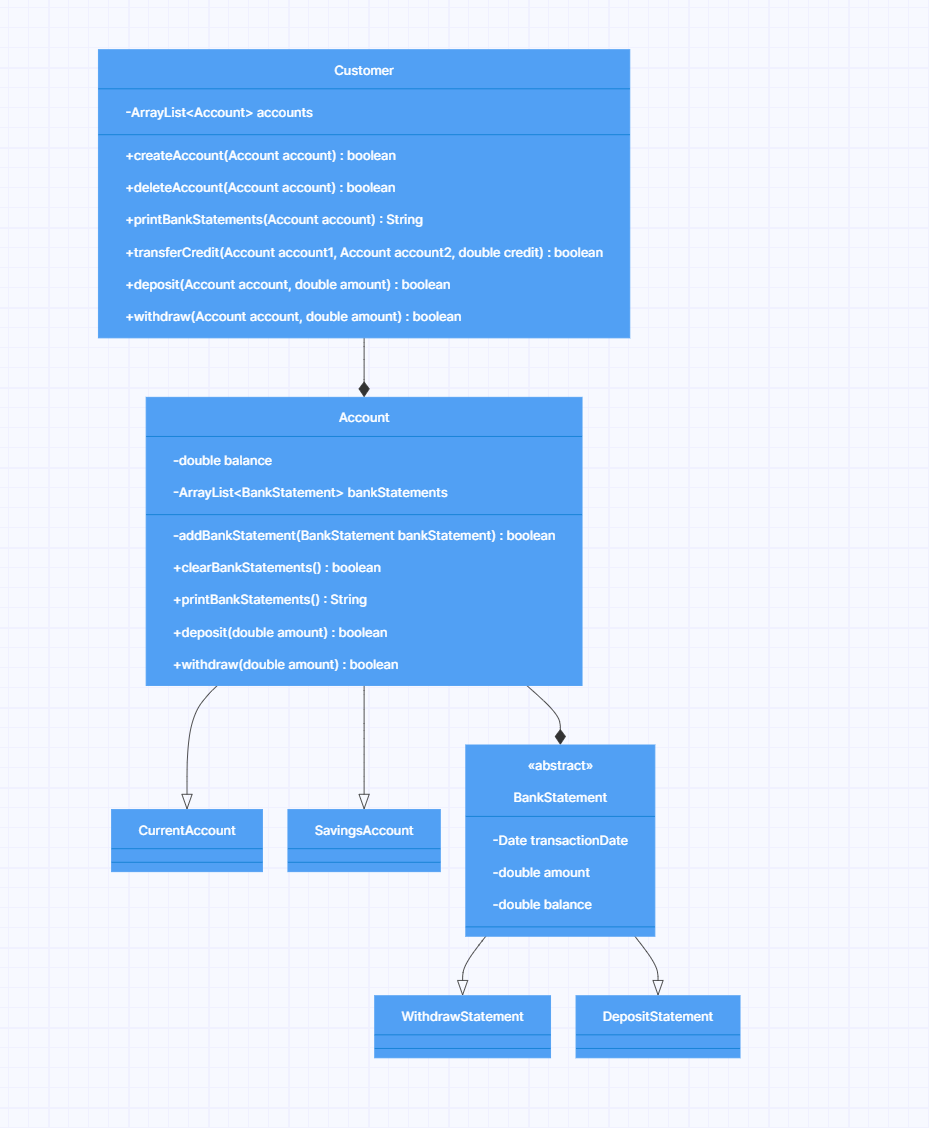 Customer
-ArrayList<Account> accounts
+createAccount(Account account) : boolean
+deleteAccount(Account account) : boolean
+printBankStatements(Account account) : String
+transferCredit(Account account1, Account account2, double credit) : boolean
+deposit(Account account, double amount) : boolean
+withdraw(Account account, double amount) : boolean
Account
-double balance
-ArrayList<BankStatement> bankStatements
-addBankStatement(BankStatement bankStatement) : boolean
+clearBankStatements() : boolean
+printBankStatements() : String
+deposit(double amount) : boolean
+withdraw(double amount) : boolean
«abstract»
BankStatement
-Date transactionDate
-double amount
-double balance
CurrentAccount
SavingsAccount
WithdrawStatement
DepositStatement